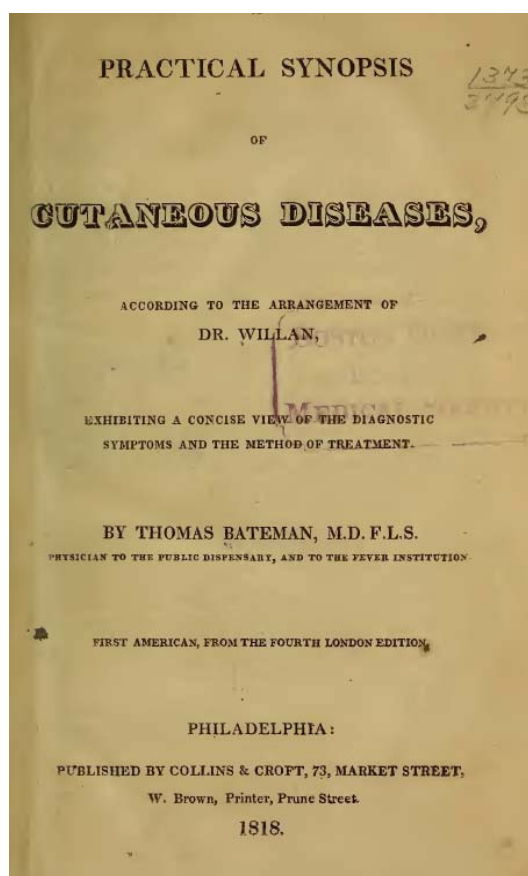 PRACTICAL SYNOPSIS
OF
CUTANEOUS DISEASES,
ACCORDING TO THE ARRANGEMENT OF
DR. WILLAN,
EXHIBITING A CONCISE VIEW OF THE DIAGNOSTIC
SYMPTOMS AND THE METHOD OF TREATMENT.
BY THOMAS BATEMAN, M.D. F.L.S.
PHYSICIAN TO THE PUBLIC DISPENSARY, AND TO THE FEVER INSTITUTION
FIRST AMERICAN, FROM THE FOURTH LONDON EDITION,
PHILADELPHIA:
PUBLISHED BY COLLINS & CROFT, 73, MARKET STREET,
W. Brown, Printer, Prune Street.
1818.